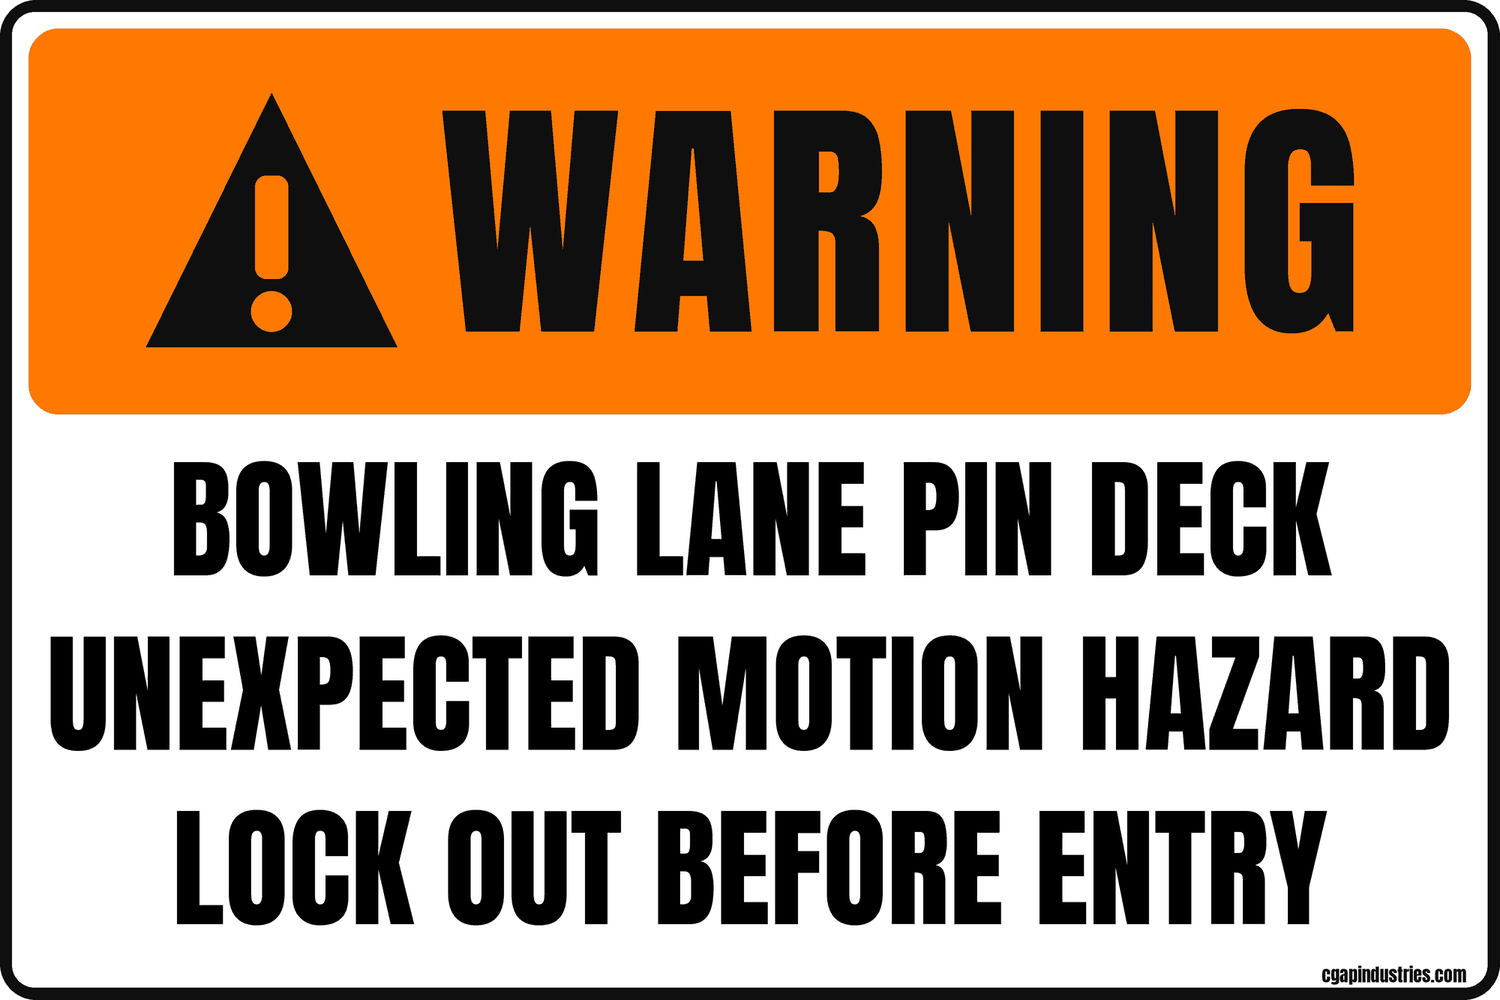 WARNING
BOWLING LANE PIN DECK
UNEXPECTED MOTION HAZARD
LOCK OUT BEFORE ENTRY
cgapindustries.com